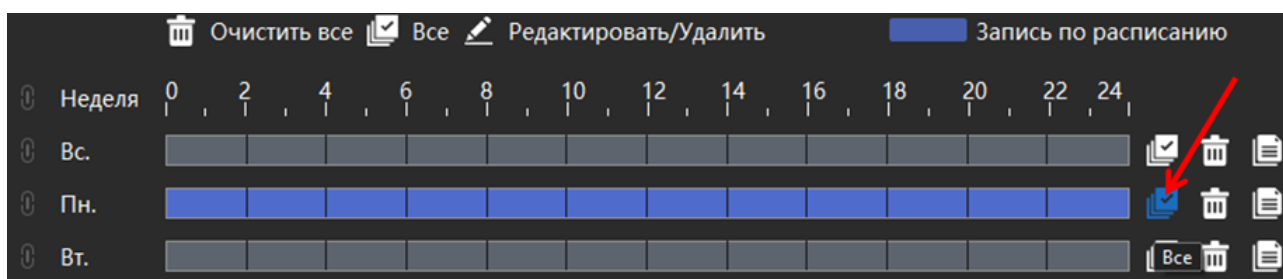 Очистить все Все Редактировать/Удалить Запись по расписанию
Неделя 0 2 4 6 8 10 12 14 16 18 20 22 24
Вс.
Пн.
Вт. Все